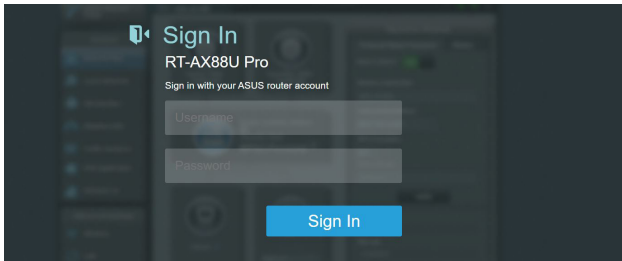 Sign In
RT-AX88U Pro
Sign in with your ASUS router account
Username
Password
Sign In